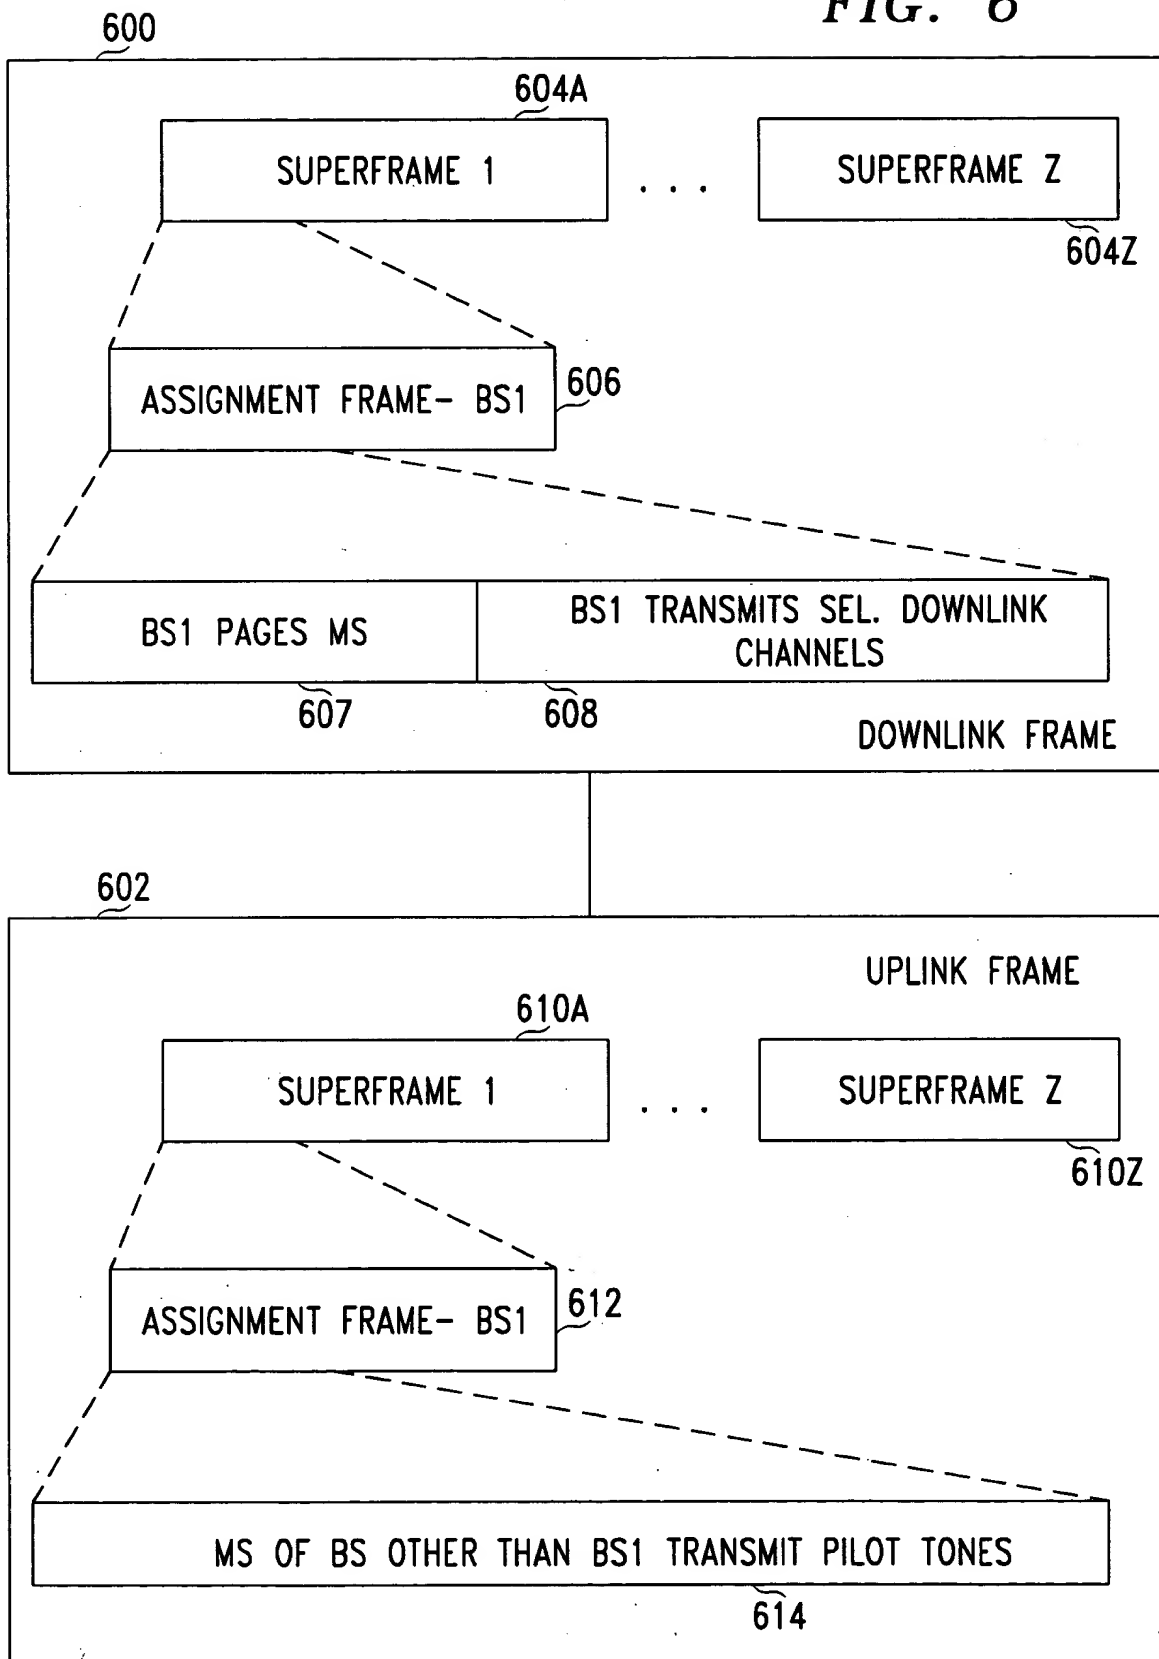 FIG. 6
600
604A
SUPERFRAME 1
. . .
SUPERFRAME Z
604Z
ASSIGNMENT FRAME- BS1
606
BS1 PAGES MS
BS1 TRANSMITS SEL. DOWNLINK
CHANNELS
607
608
DOWNLINK FRAME
602
UPLINK FRAME
610A
SUPERFRAME 1
. . .
SUPERFRAME Z
610Z
ASSIGNMENT FRAME- BS1
612
MS OF BS OTHER THAN BS1 TRANSMIT PILOT TONES
614